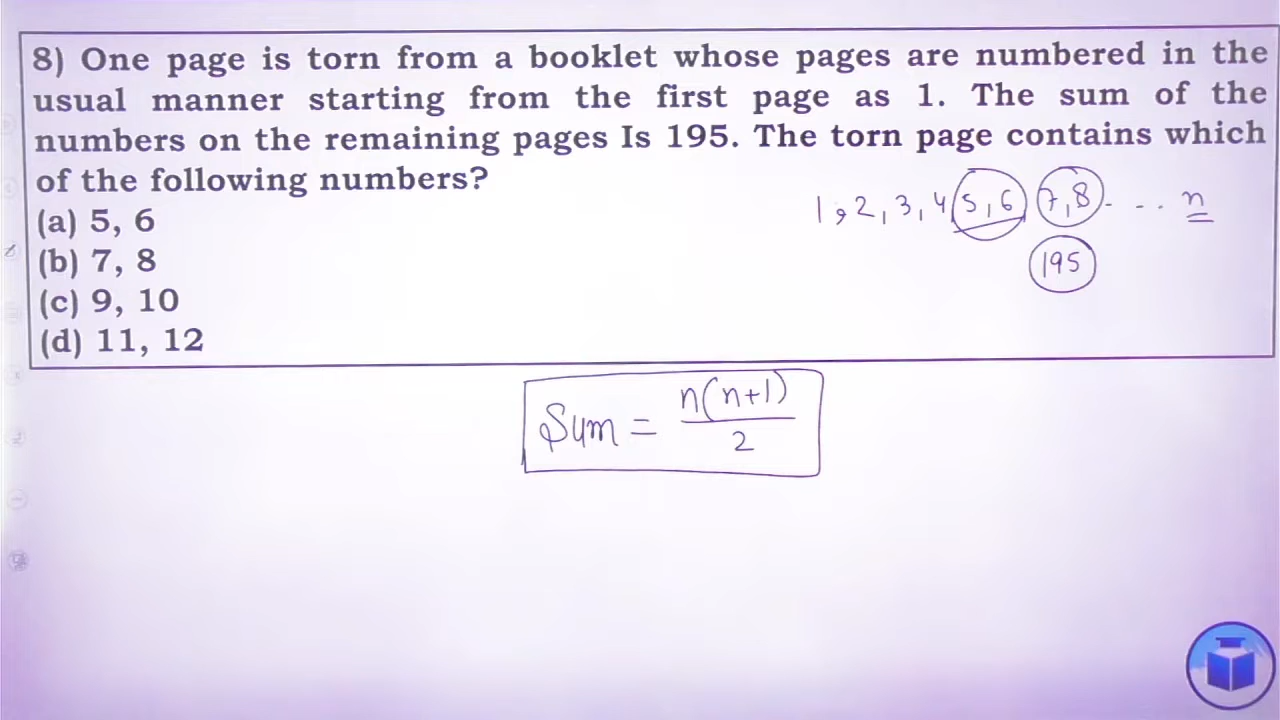 8) One page is torn from a booklet whose pages are numbered in the
usual manner starting from the first page as 1. The sum of the
numbers on the remaining pages Is 195. The torn page contains which
of the following numbers?
(a) 5, 6
(b) 7, 8
(c) 9, 10
(d) 11, 12
1, 2, 3, 4 5, 6 7, 8 - - .. n
195
Sum = n(n+1)/2